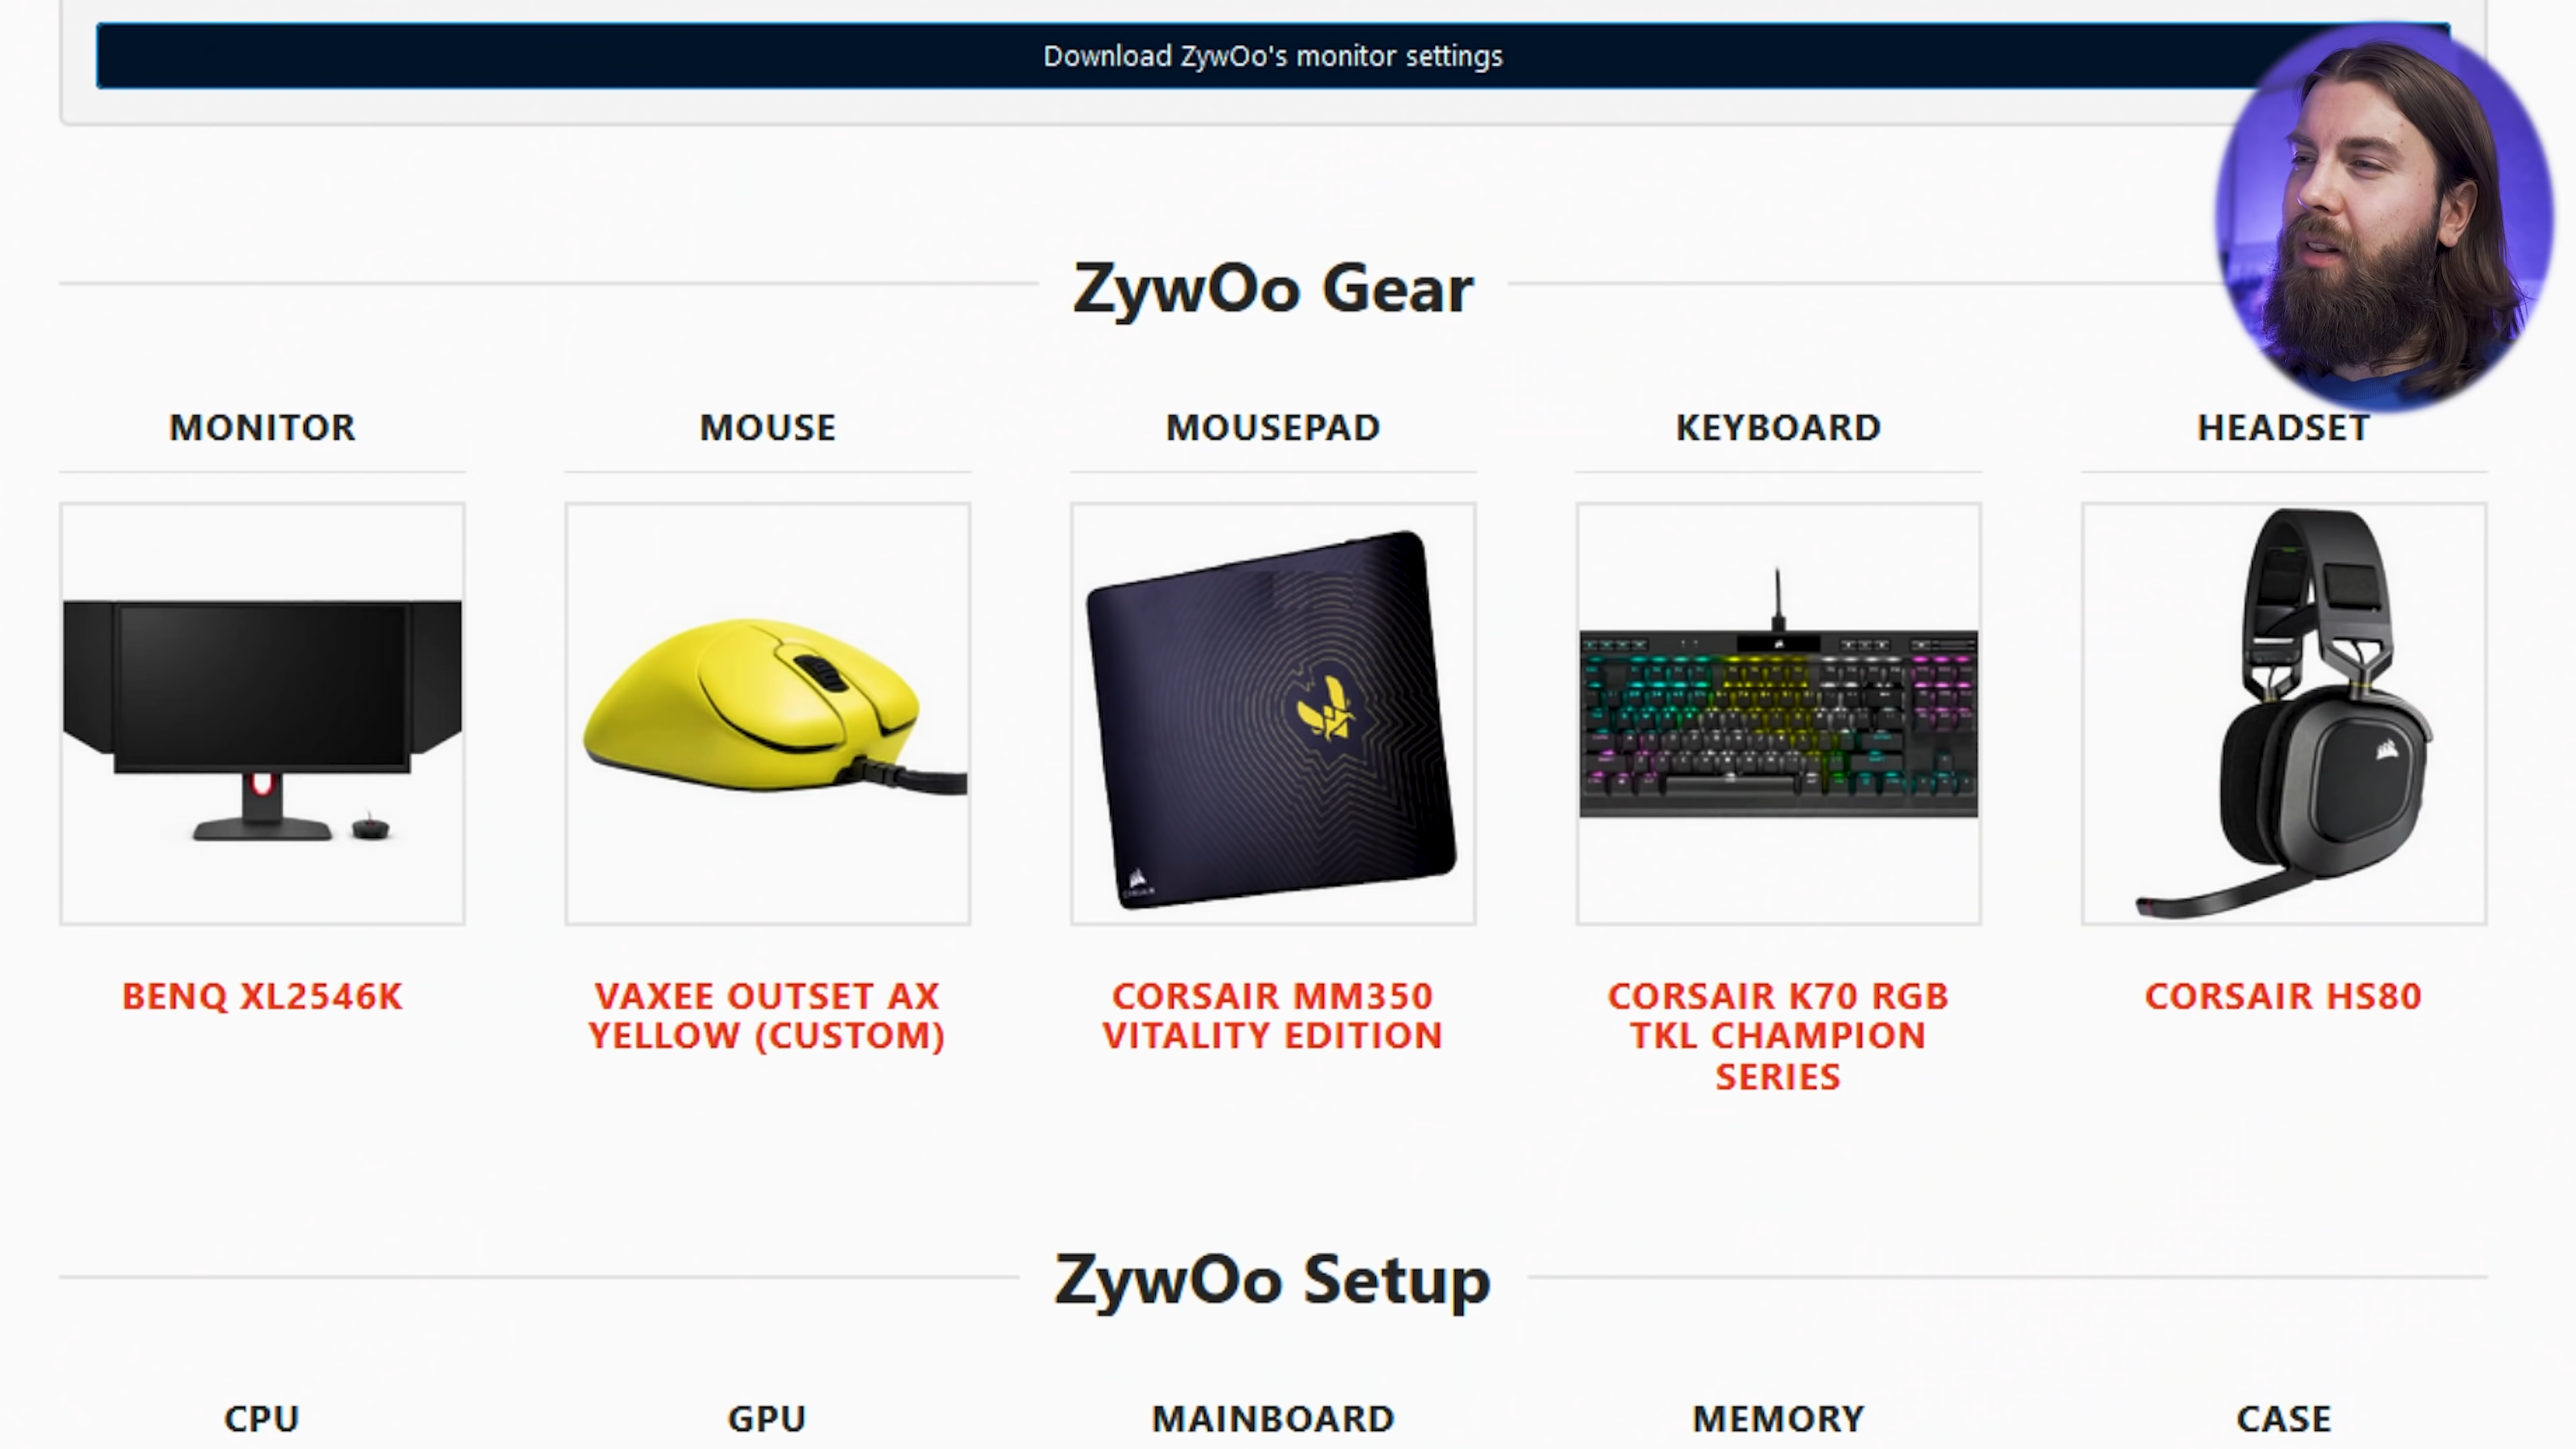 Download ZywOo's monitor settings
ZywOo Gear
MONITOR
MOUSE
MOUSEPAD
KEYBOARD
HEADSET
BENQ XL2546K
VAXEE OUTSET AX
YELLOW (CUSTOM)
CORSAIR MM350
VITALITY EDITION
CORSAIR K70 RGB
TKL CHAMPION
SERIES
CORSAIR HS80
ZywOo Setup
CPU
GPU
MAINBOARD
MEMORY
CASE